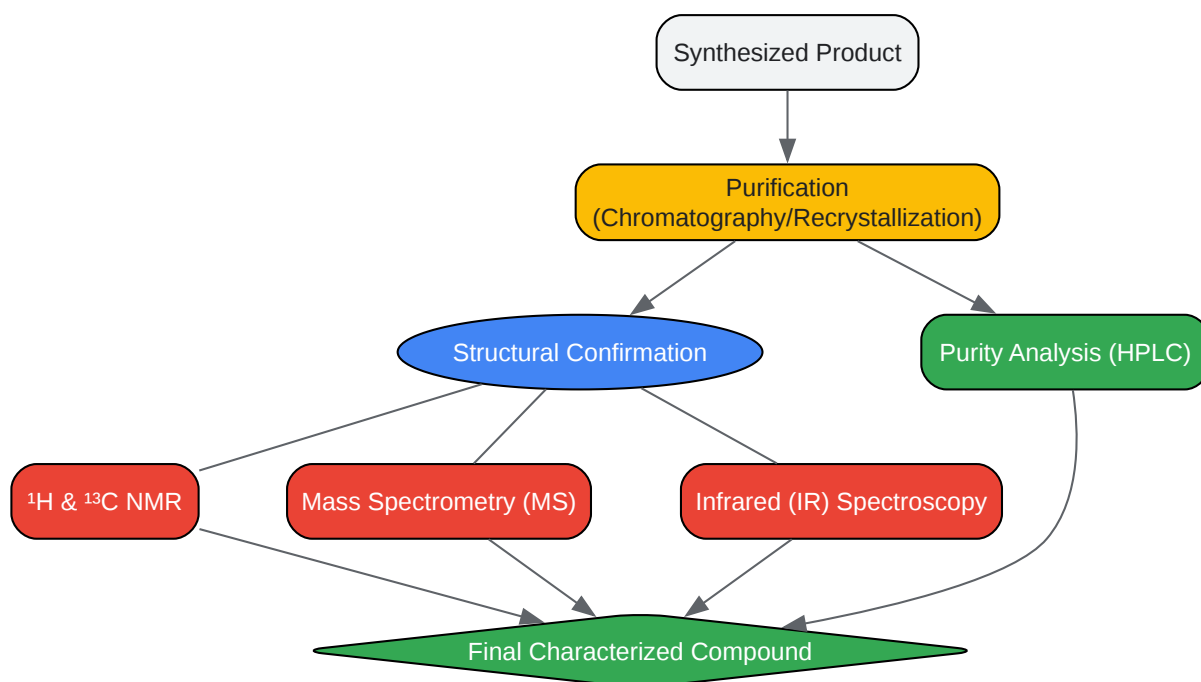 Synthesized Product
Purification
(Chromatography/Recrystallization)
Structural Confirmation
Purity Analysis (HPLC)
¹H & ¹³C NMR
Mass Spectrometry (MS)
Infrared (IR) Spectroscopy
Final Characterized Compound